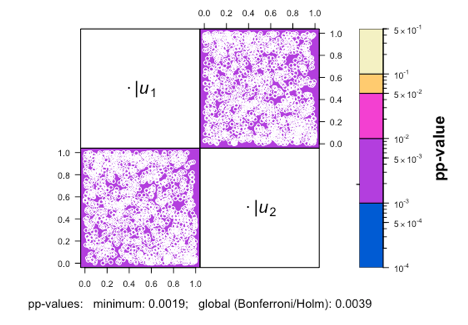 0.0 0.2 0.4 0.6 0.8 1.0
5 × 10⁻¹
1.0
0.8
·|u₁
0.6
0.4
0.2
0.0
10⁻¹
5 × 10⁻²
10⁻²
5 × 10⁻³
10⁻³
5 × 10⁻⁴
10⁻⁴
pp-value
1.0
0.8
0.6
0.4
0.2
0.0
·|u₂
0.0 0.2 0.4 0.6 0.8 1.0
pp-values: minimum: 0.0019; global (Bonferroni/Holm): 0.0039